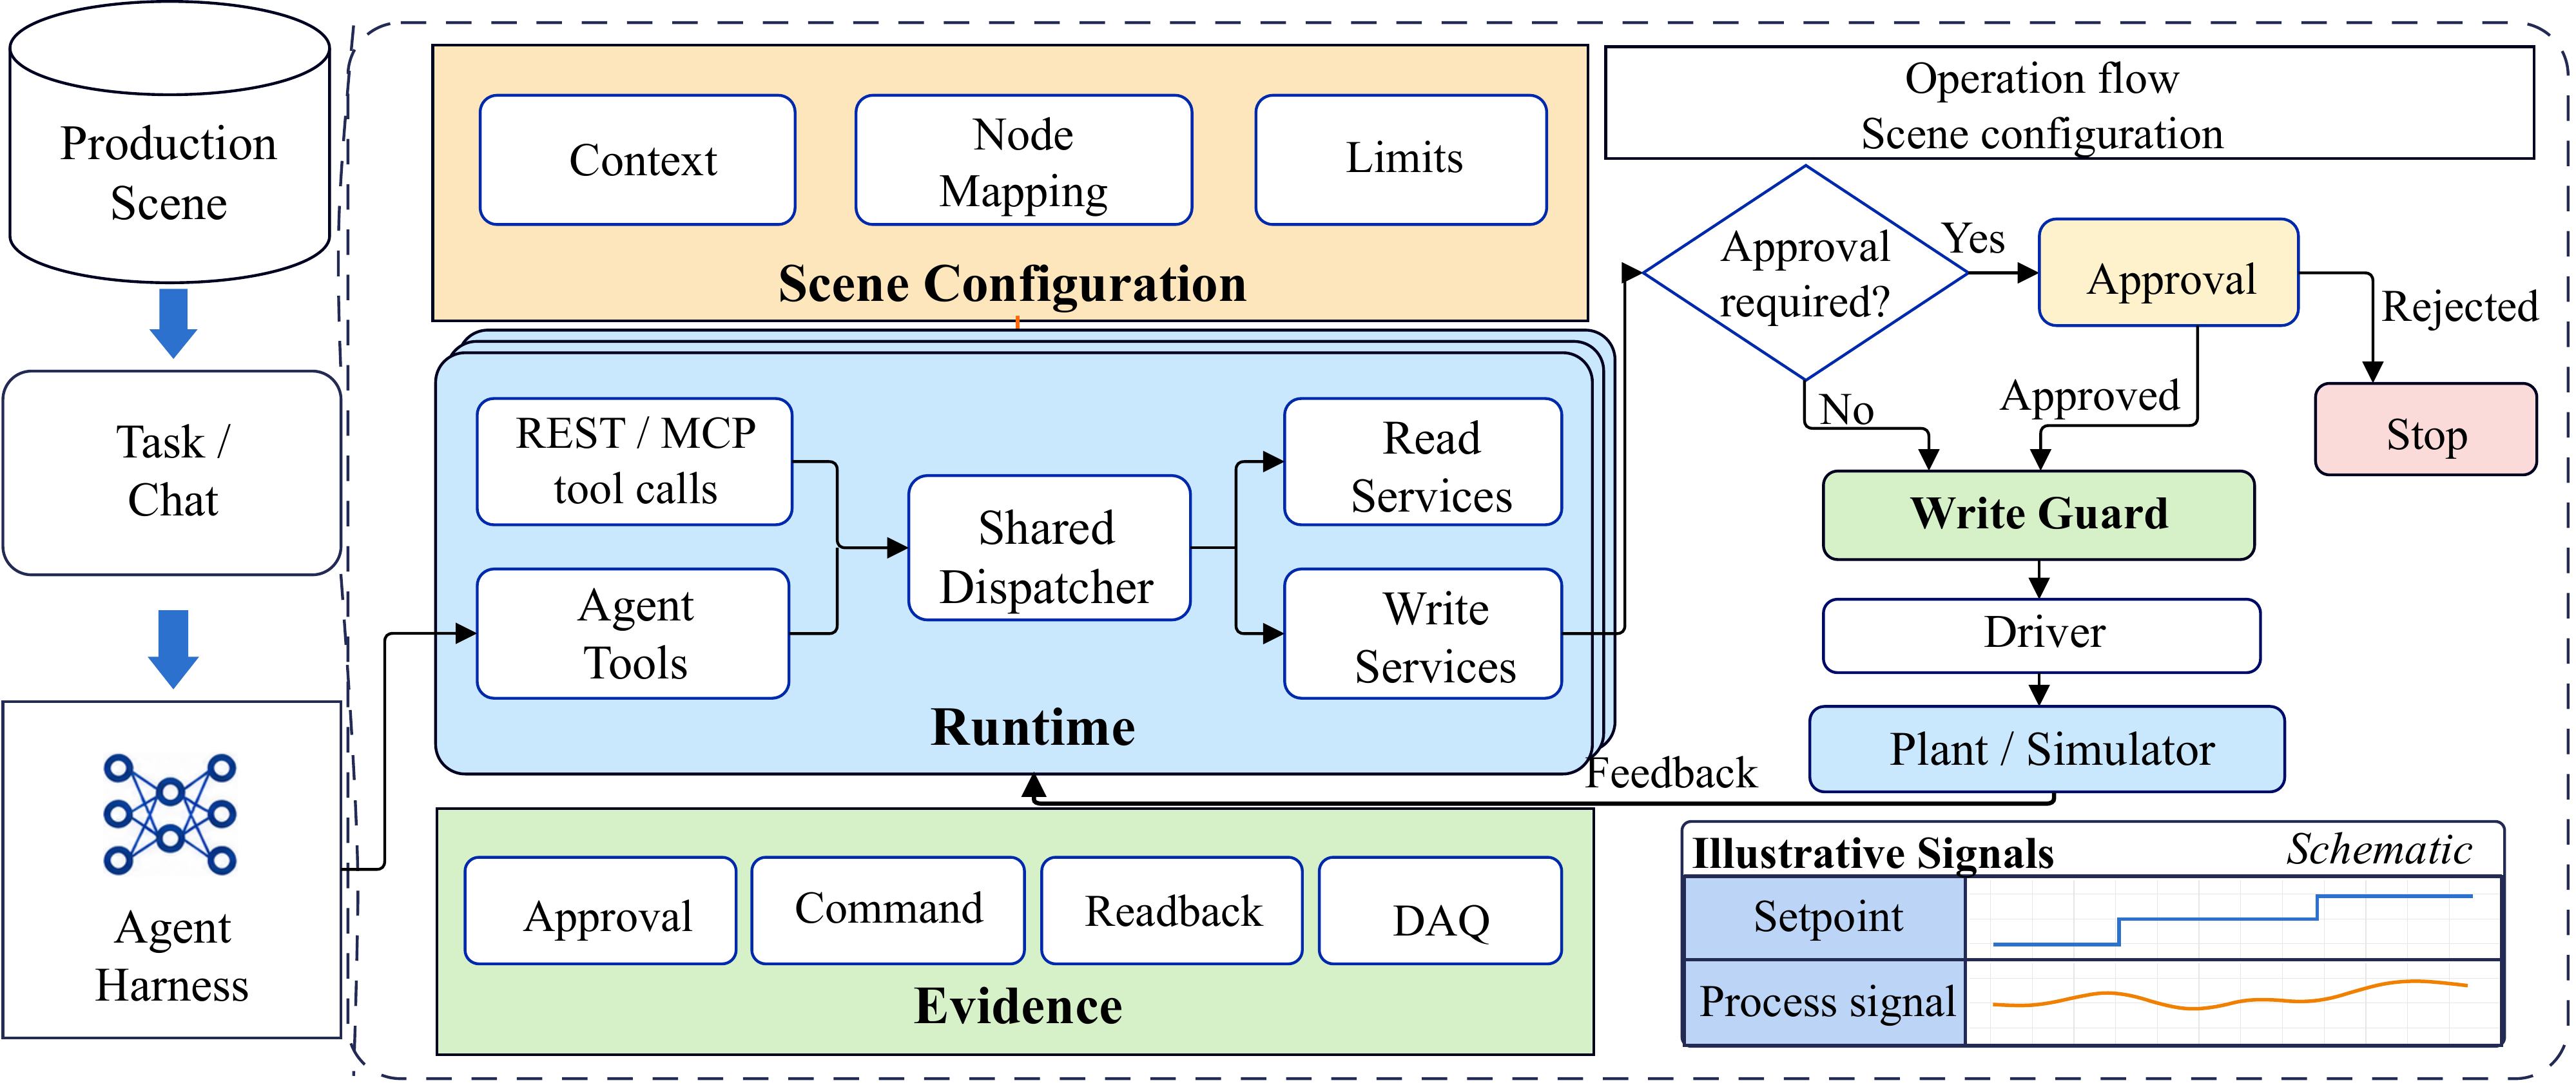 Production
Scene
Task /
Chat
Agent
Harness
Context
Node
Mapping
Limits
Scene Configuration
REST / MCP
tool calls
Agent
Tools
Shared
Dispatcher
Read
Services
Write
Services
Runtime
Approval
Command
Readback
DAQ
Evidence
Operation flow
Scene configuration
Approval
required?
Yes
Approval
Rejected
No
Approved
Stop
Write Guard
Driver
Plant / Simulator
Feedback
Illustrative Signals
Schematic
Setpoint
Process signal